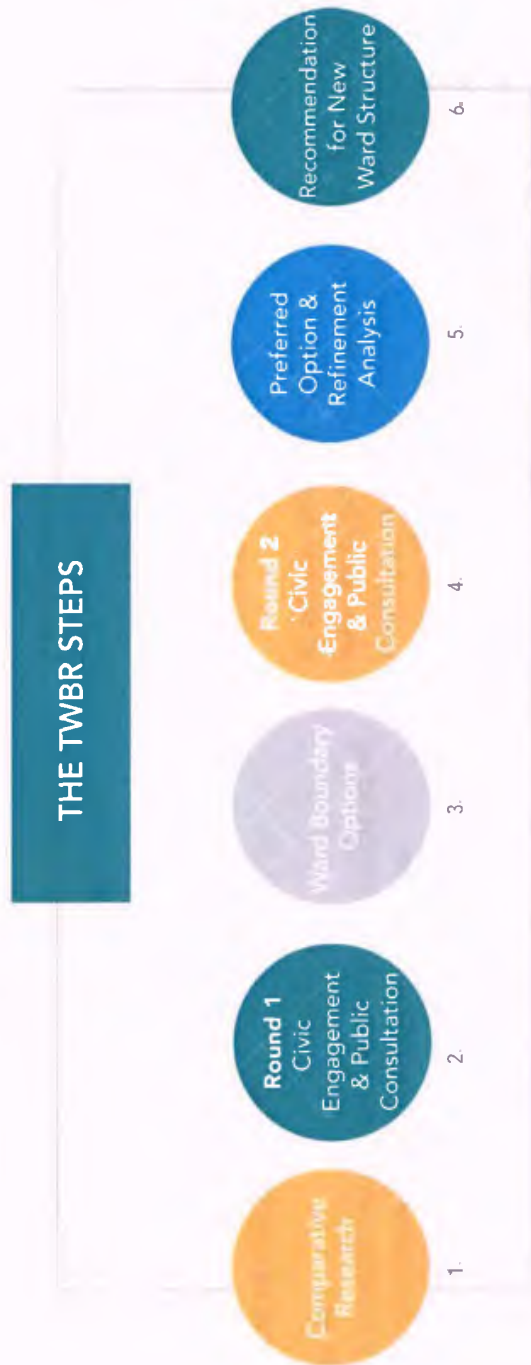 THE TWBR STEPS
Comparative
Research
1.
Round 1
Civic
Engagement
& Public
Consultation
2.
Ward Boundary
Options
3.
Round 2
Civic
Engagement
& Public
Consultation
4.
Preferred
Option &
Refinement
Analysis
5.
Recommendation
for New
Ward Structure
6.